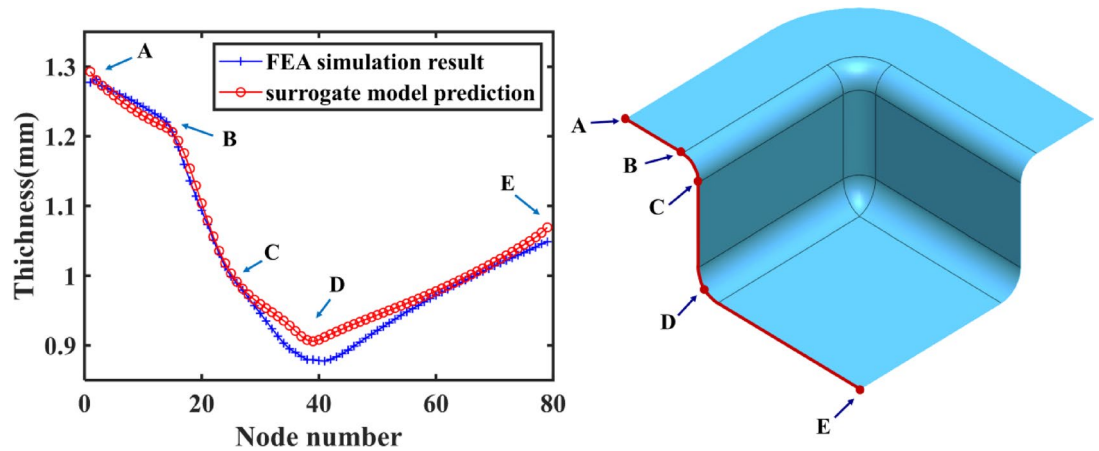 FEA simulation result
surrogate model prediction
A
B
C
D
E
1.3
1.2
1.1
1
0.9
0 20 40 60 80
Thichness(mm)
Node number
A
B
C
D
E